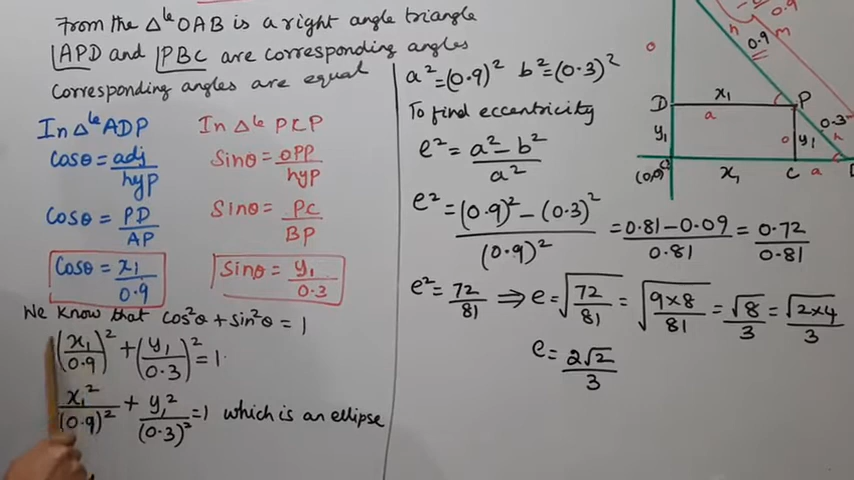 From the Δle OAB is a right angle triangle
∠APD and ∠PBC are corresponding angles
Corresponding angles are equal
In Δle ADP
Cosθ = adj/hyp
Cosθ = PD/AP
Cosθ = x₁/0.9
In Δle PCP
Sinθ = opp/hyp
Sinθ = PC/BP
Sinθ = y₁/0.3
We know that cos²θ + sin²θ = 1
(x₁/0.9)² + (y₁/0.3)² = 1
x₁²/(0.9)² + y₁²/(0.3)² = 1 which is an ellipse
a² = (0.9)² b² = (0.3)²
To find eccentricity
e² = a² - b²/a²
e² = (0.9)² - (0.3)²/(0.9)² = 0.81 - 0.09/0.81 = 0.72/0.81
e² = 72/81 ⟹ e = √72/81 = √9×8/81 = √8/3 = √2×4/3
e = 2√2/3
0.9
m
h
0.9
o
D x₁ P
a
0.3
y₁ o y₁ h
(0,0) x₁ C a